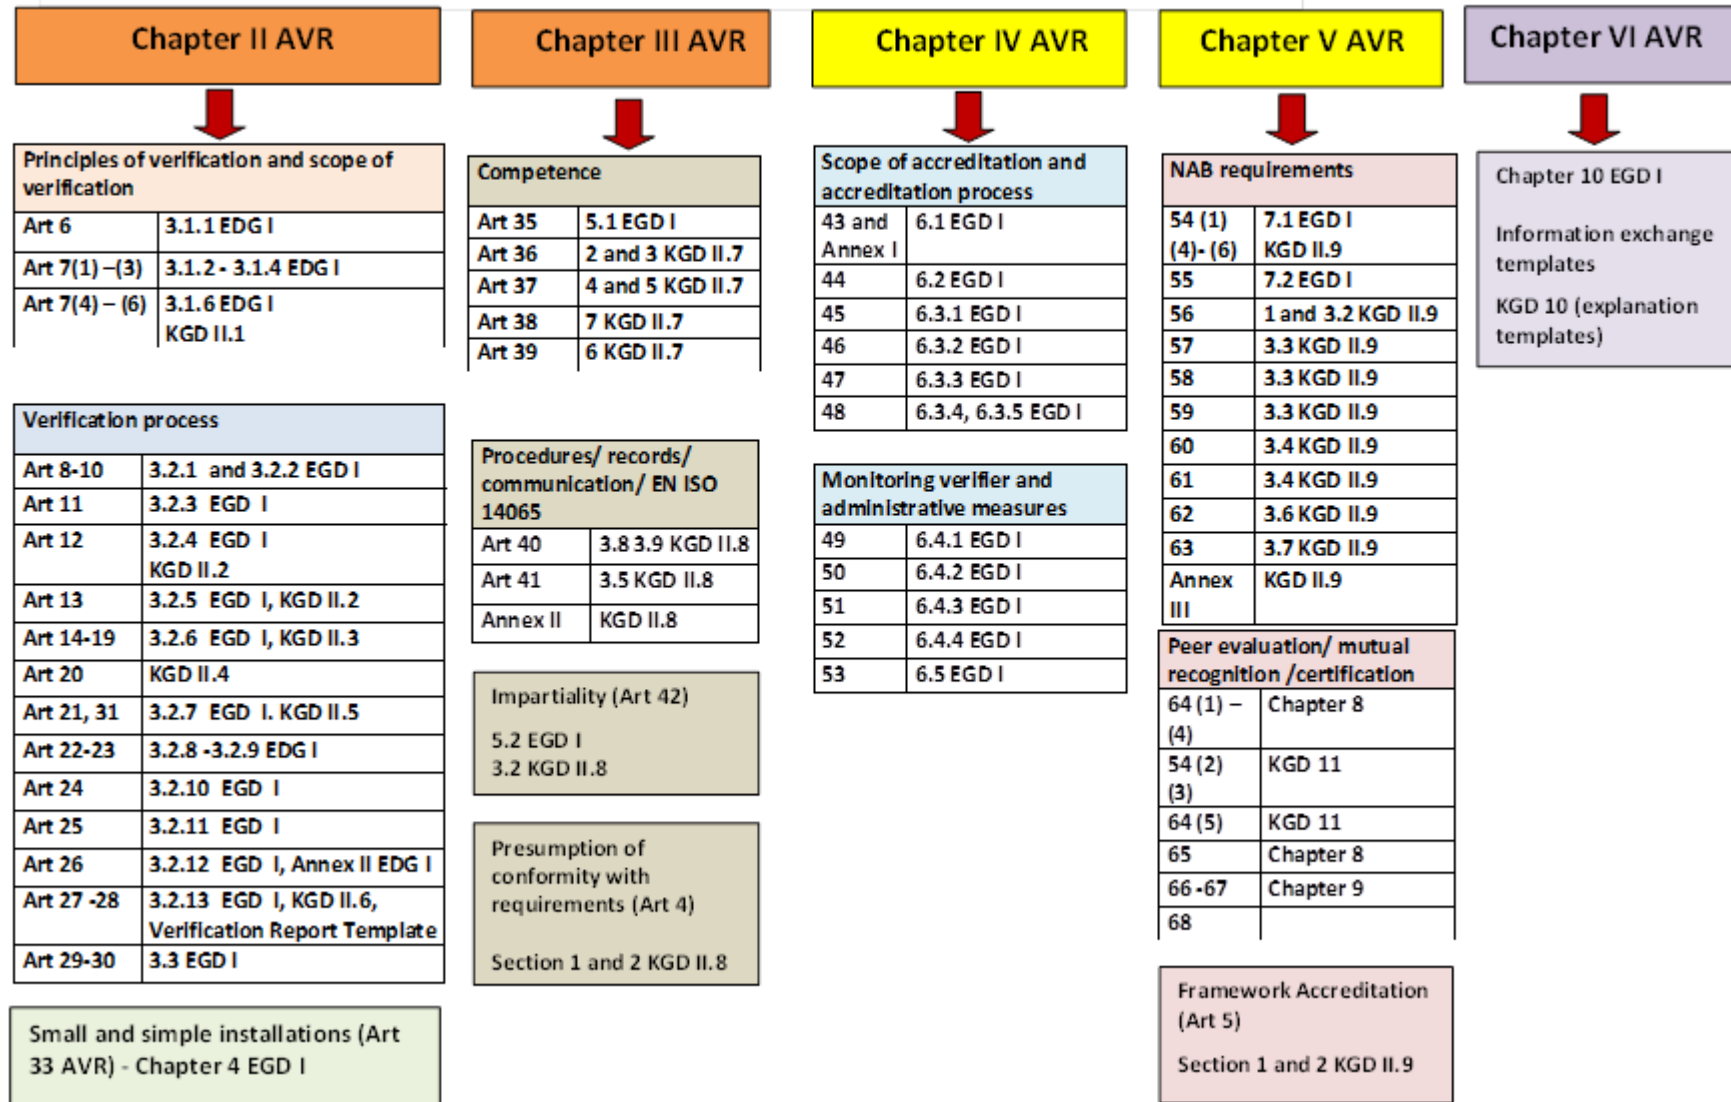 Chapter II AVR
Principles of verification and scope of
verification
Art 6 3.1.1 EDG I
Art 7(1) –(3) 3.1.2 - 3.1.4 EDG I
Art 7(4) – (6) 3.1.6 EDG I
KGD II.1
Verification process
Art 8-10 3.2.1 and 3.2.2 EGD I
Art 11 3.2.3 EGD I
Art 12 3.2.4 EGD I
KGD II.2
Art 13 3.2.5 EGD I, KGD II.2
Art 14-19 3.2.6 EGD I, KGD II.3
Art 20 KGD II.4
Art 21, 31 3.2.7 EGD I. KGD II.5
Art 22-23 3.2.8 -3.2.9 EDG I
Art 24 3.2.10 EGD I
Art 25 3.2.11 EGD I
Art 26 3.2.12 EGD I, Annex II EDG I
Art 27 -28 3.2.13 EGD I, KGD II.6,
Verification Report Template
Art 29-30 3.3 EGD I
Small and simple installations (Art
33 AVR) - Chapter 4 EGD I
Chapter III AVR
Competence
Art 35 5.1 EGD I
Art 36 2 and 3 KGD II.7
Art 37 4 and 5 KGD II.7
Art 38 7 KGD II.7
Art 39 6 KGD II.7
Procedures/ records/
communication/ EN ISO
14065
Art 40 3.8 3.9 KGD II.8
Art 41 3.5 KGD II.8
Annex II KGD II.8
Impartiality (Art 42)
5.2 EGD I
3.2 KGD II.8
Presumption of
conformity with
requirements (Art 4)
Section 1 and 2 KGD II.8
Chapter IV AVR
Scope of accreditation and
accreditation process
43 and 6.1 EGD I
Annex I
44 6.2 EGD I
45 6.3.1 EGD I
46 6.3.2 EGD I
47 6.3.3 EGD I
48 6.3.4, 6.3.5 EGD I
Monitoring verifier and
administrative measures
49 6.4.1 EGD I
50 6.4.2 EGD I
51 6.4.3 EGD I
52 6.4.4 EGD I
53 6.5 EGD I
Chapter V AVR
NAB requirements
54 (1) 7.1 EGD I
(4)- (6) KGD II.9
55 7.2 EGD I
56 1 and 3.2 KGD II.9
57 3.3 KGD II.9
58 3.3 KGD II.9
59 3.3 KGD II.9
60 3.4 KGD II.9
61 3.4 KGD II.9
62 3.6 KGD II.9
63 3.7 KGD II.9
Annex KGD II.9
III
Peer evaluation/ mutual
recognition /certification
64 (1) – Chapter 8
(4)
54 (2) KGD 11
(3)
64 (5) KGD 11
65 Chapter 8
66 -67 Chapter 9
68
Framework Accreditation
(Art 5)
Section 1 and 2 KGD II.9
Chapter VI AVR
Chapter 10 EGD I
Information exchange
templates
KGD 10 (explanation
templates)